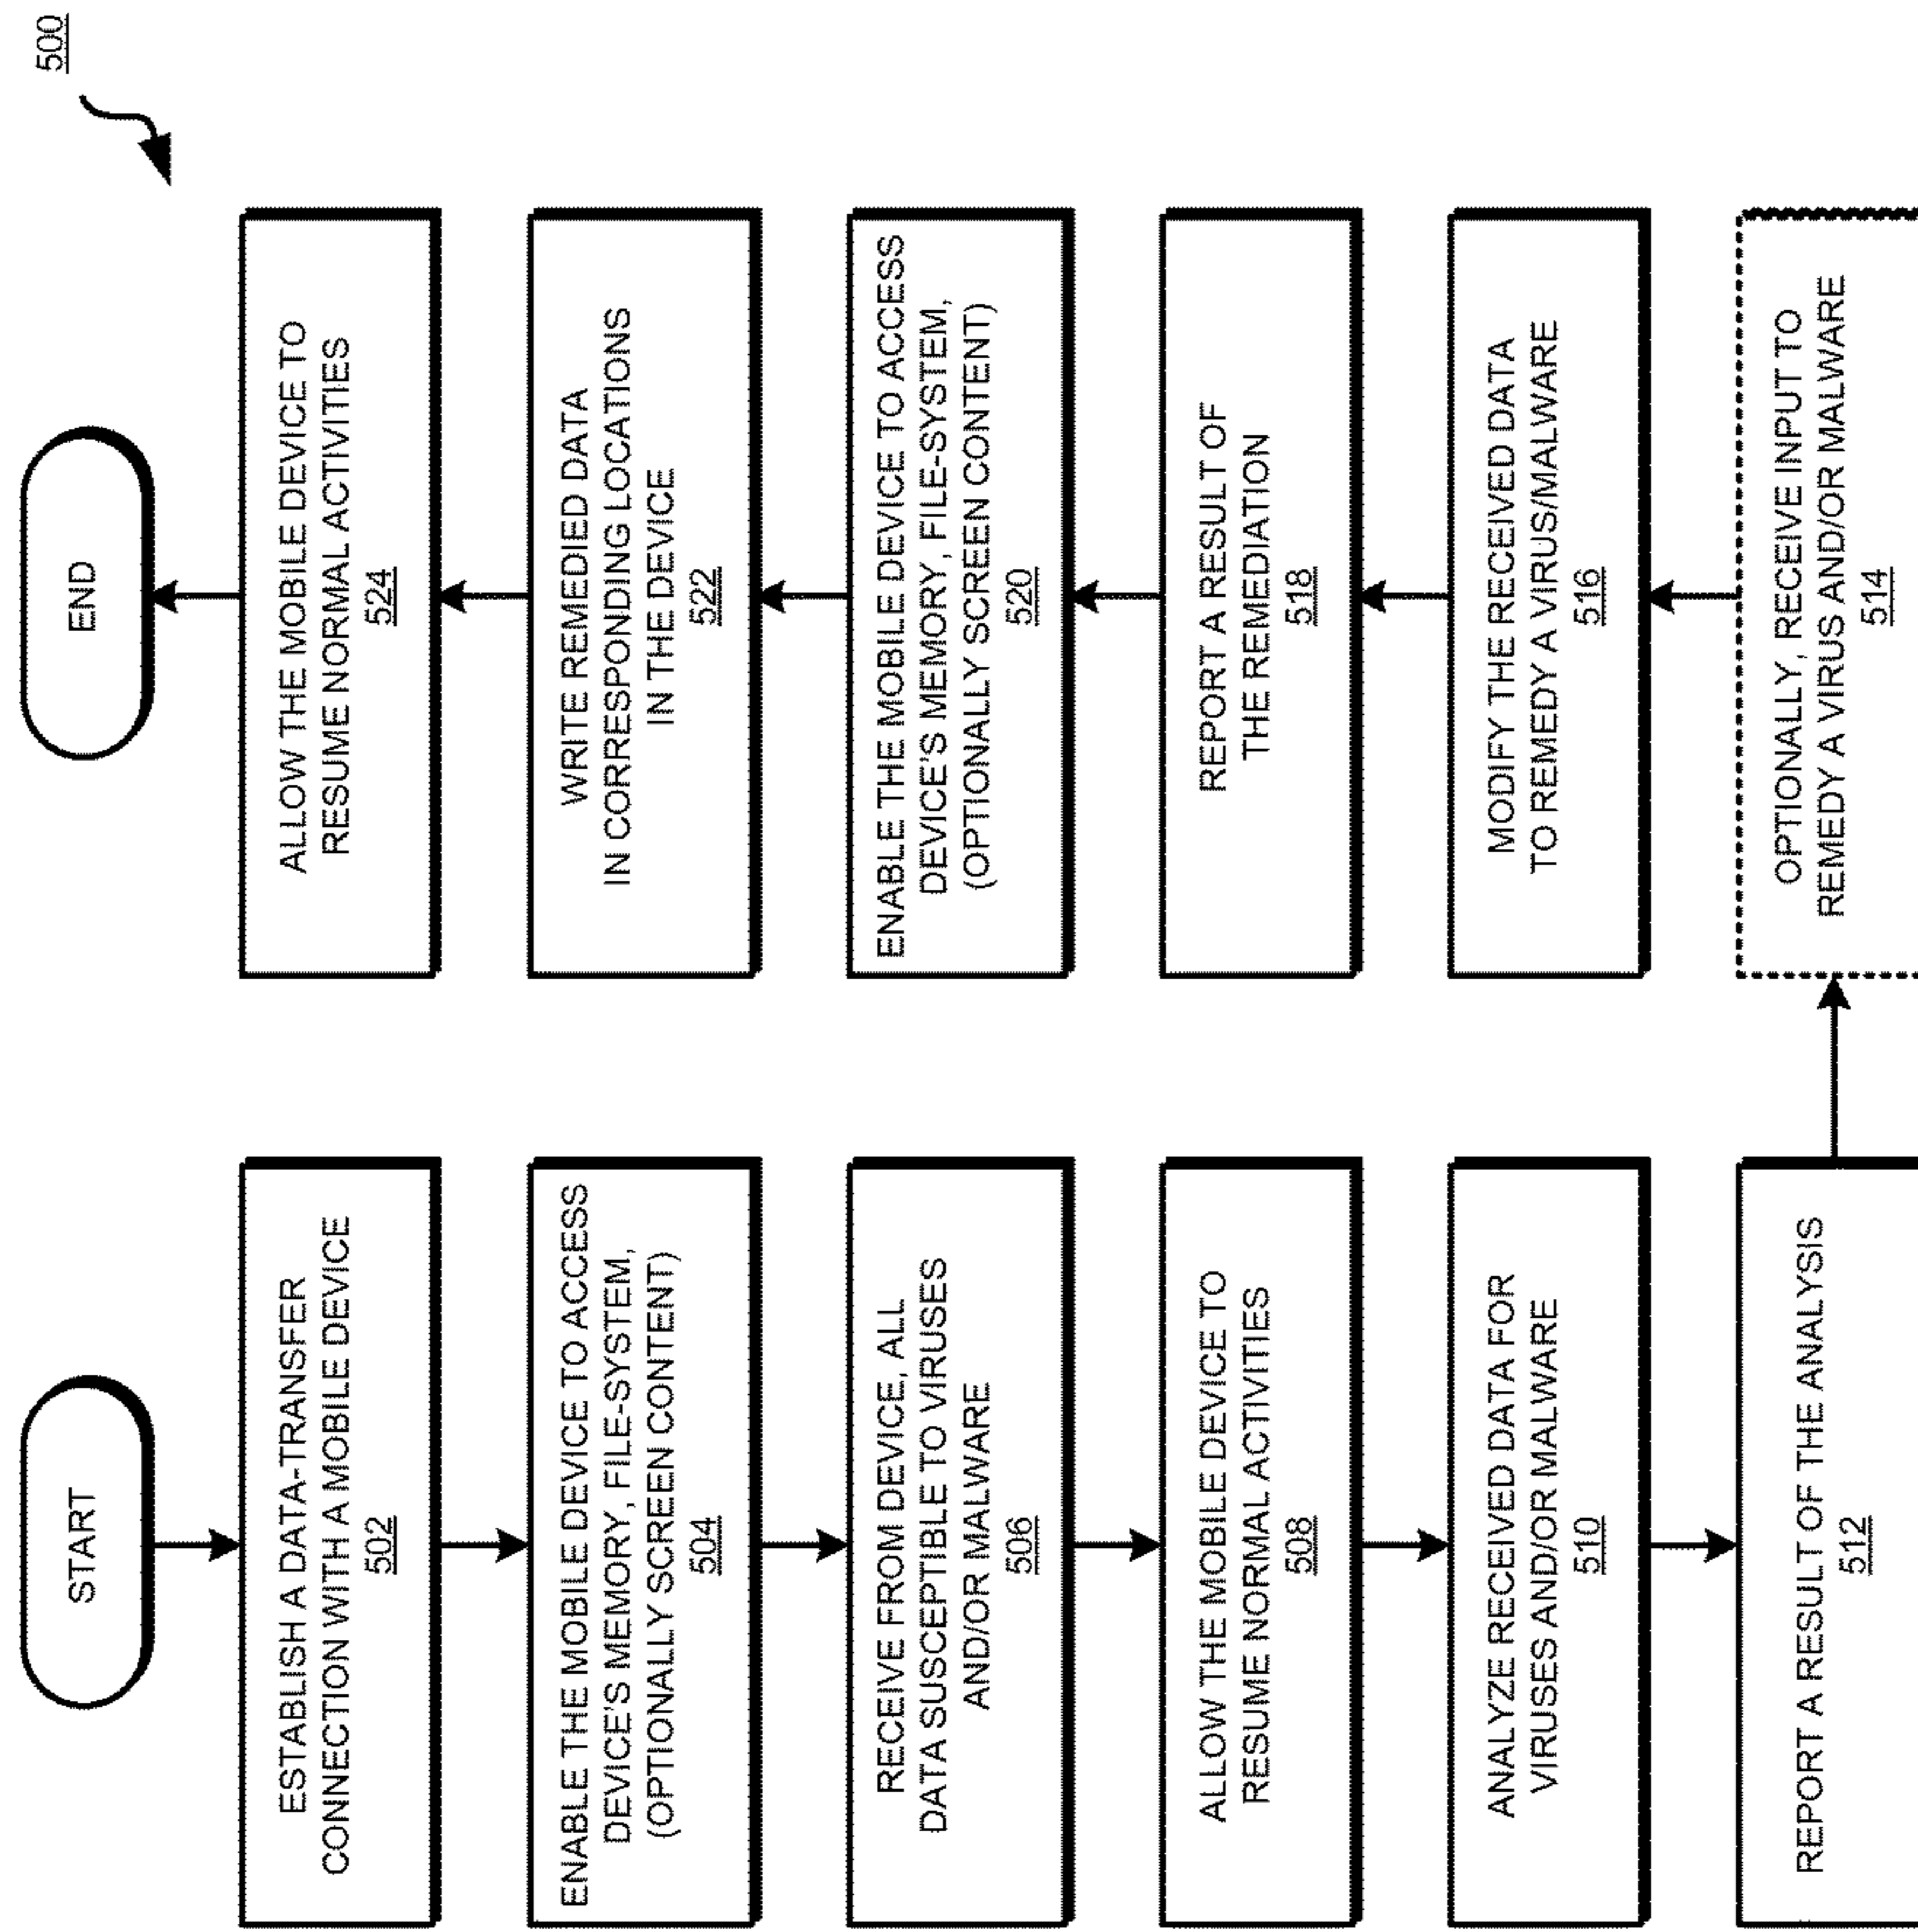 500
START
ESTABLISH A DATA-TRANSFER
CONNECTION WITH A MOBILE DEVICE
502
ENABLE THE MOBILE DEVICE TO ACCESS
DEVICE'S MEMORY, FILE-SYSTEM,
(OPTIONALLY SCREEN CONTENT)
504
RECEIVE FROM DEVICE, ALL
DATA SUSCEPTIBLE TO VIRUSES
AND/OR MALWARE
506
ALLOW THE MOBILE DEVICE TO
RESUME NORMAL ACTIVITIES
508
ANALYZE RECEIVED DATA FOR
VIRUSES AND/OR MALWARE
510
REPORT A RESULT OF THE ANALYSIS
512
OPTIONALLY, RECEIVE INPUT TO
REMEDY A VIRUS AND/OR MALWARE
514
MODIFY THE RECEIVED DATA
TO REMEDY A VIRUS/MALWARE
516
REPORT A RESULT OF
THE REMEDIATION
518
ENABLE THE MOBILE DEVICE TO ACCESS
DEVICE'S MEMORY, FILE-SYSTEM,
(OPTIONALLY SCREEN CONTENT)
520
WRITE REMEDIED DATA
IN CORRESPONDING LOCATIONS
IN THE DEVICE
522
ALLOW THE MOBILE DEVICE TO
RESUME NORMAL ACTIVITIES
524
END